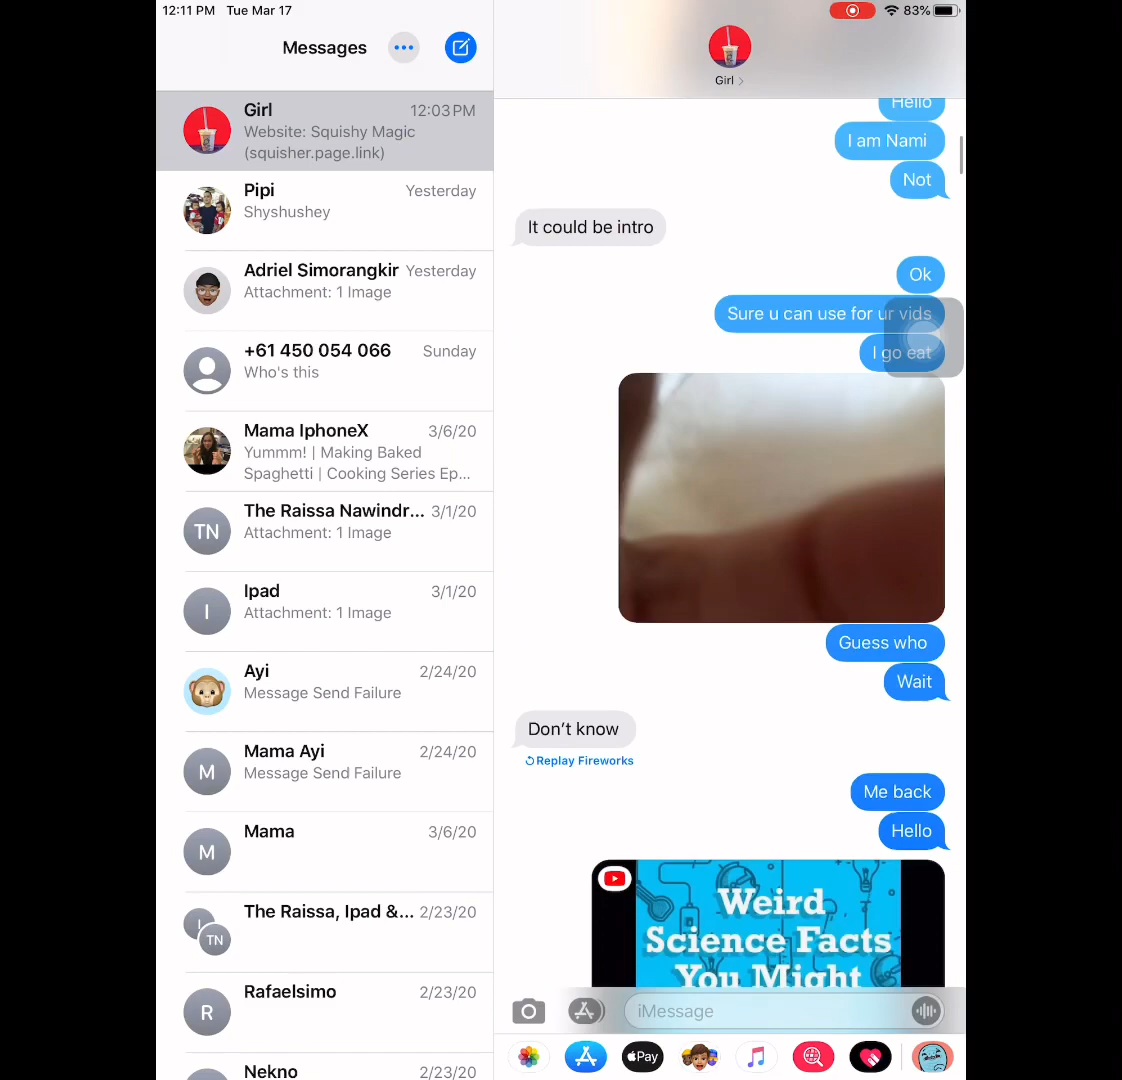 12:11 PM Tue Mar 17
83%
Messages
Girl
Girl 12:03 PM
Website: Squishy Magic
(squisher.page.link)
Pipi Yesterday
Shyshushey
Adriel Simorangkir Yesterday
Attachment: 1 Image
+61 450 054 066 Sunday
Who's this
Mama IphoneX 3/6/20
Yummm! | Making Baked
Spaghetti | Cooking Series Ep...
TN
The Raissa Nawindr... 3/1/20
Attachment: 1 Image
I
Ipad 3/1/20
Attachment: 1 Image
Ayi 2/24/20
Message Send Failure
M
Mama Ayi 2/24/20
Message Send Failure
M
Mama 3/6/20
I
TN
The Raissa, Ipad &... 2/23/20
R
Rafaelsimo 2/23/20
Nekno 2/23/20
Hello
I am Nami
Not
It could be intro
Ok
Sure u can use for ur vids
I go eat
Guess who
Wait
Don’t know
Replay Fireworks
Me back
Hello
Weird
Science Facts
You Might
iMessage
Pay